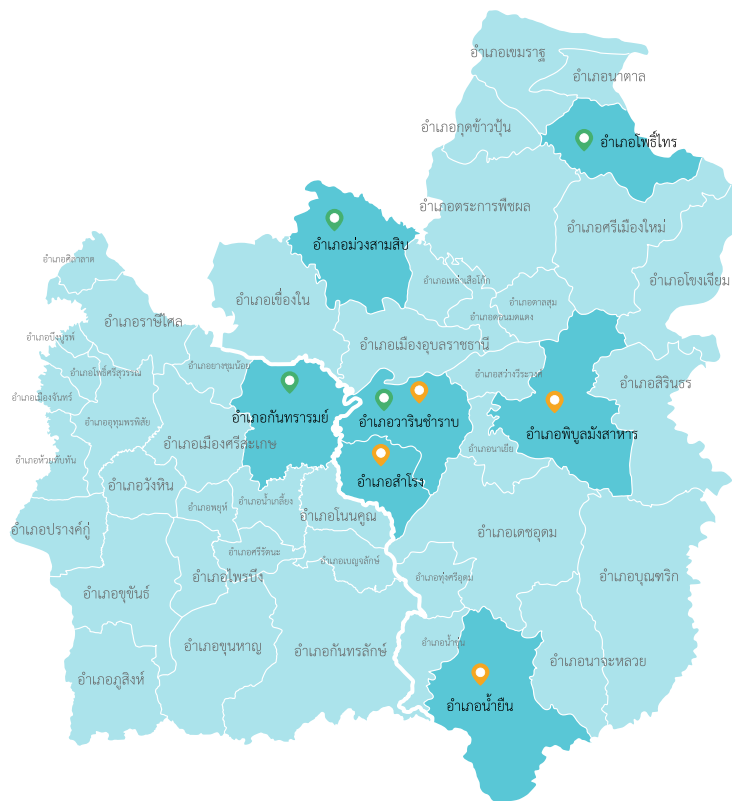 อำเภอเขมราฐ
อำเภอนาตาล
อำเภอกุดข้าวปุ้น
อำเภอโพธิ์ไทร
อำเภอตระการพืชผล
อำเภอศรีเมืองใหม่
อำเภอม่วงสามสิบ
อำเภอศิลาลาด
อำเภอเหล่าเสือโก้ก
อำเภอโขงเจียม
อำเภอเขื่องใน
อำเภอตาลสุม
อำเภอดอนมดแดง
อำเภอราษีไศล
อำเภอบึงบูรพ์
อำเภอเมืองอุบลราชธานี
อำเภอยางชุมน้อย
อำเภอโพธิ์ศรีสุวรรณ
อำเภอสว่างวีระวงศ์
อำเภอสิรินธร
อำเภอเมืองจันทร์
อำเภอกันทรารมย์
อำเภอวารินชำราบ
อำเภออุทุมพรพิสัย
อำเภอเมืองศรีสะเกษ
อำเภอพิบูลมังสาหาร
อำเภอนาเยีย
อำเภอห้วยทับทัน
อำเภอวังหิน
อำเภอสำโรง
อำเภอน้ำเกลี้ยง
อำเภอพยุห์
อำเภอโนนคูณ
อำเภอปรางค์กู่
อำเภอเดชอุดม
อำเภอศรีรัตนะ
อำเภอเบญจลักษ์
อำเภอไพรบึง
อำเภอทุ่งศรีอุดม
อำเภอบุณฑริก
อำเภอขุขันธ์
อำเภอขุนหาญ
อำเภอกันทรลักษ์
อำเภอน้ำขุ่น
อำเภอนาจะหลวย
อำเภอภูสิงห์
อำเภอน้ำยืน